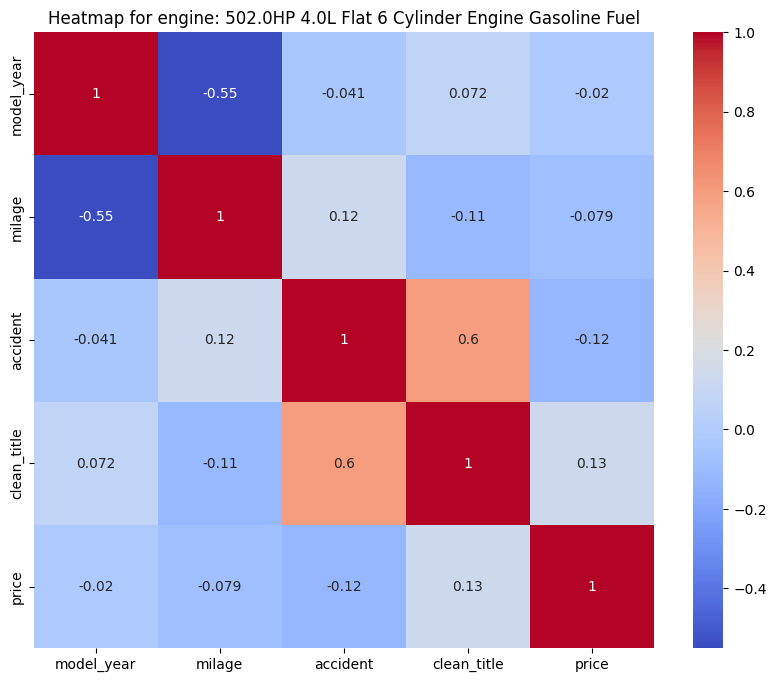 Heatmap for engine: 502.0HP 4.0L Flat 6 Cylinder Engine Gasoline Fuel
model_year 1 -0.55 -0.041 0.072 -0.02
milage -0.55 1 0.12 -0.11 -0.079
accident -0.041 0.12 1 0.6 -0.12
clean_title 0.072 -0.11 0.6 1 0.13
price -0.02 -0.079 -0.12 0.13 1
model_year milage accident clean_title price
1.0
0.8
0.6
0.4
0.2
0.0
−0.2
−0.4